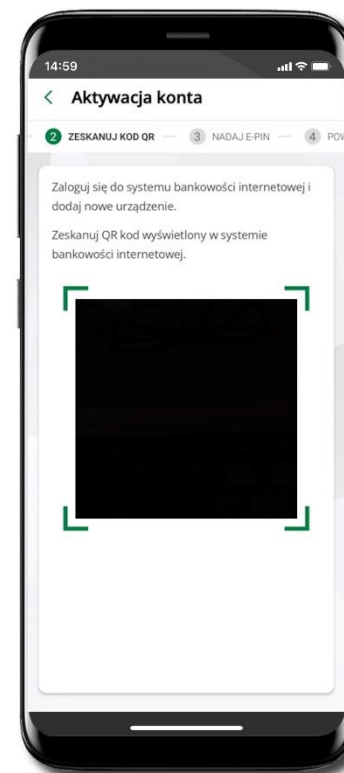 14:59
Aktywacja konta
2 ZESKANUJ KOD QR 3 NADAJ E-PIN 4 POW
Zaloguj się do systemu bankowości internetowej i
dodaj nowe urządzenie.
Zeskanuj QR kod wyświetlony w systemie
bankowości internetowej.